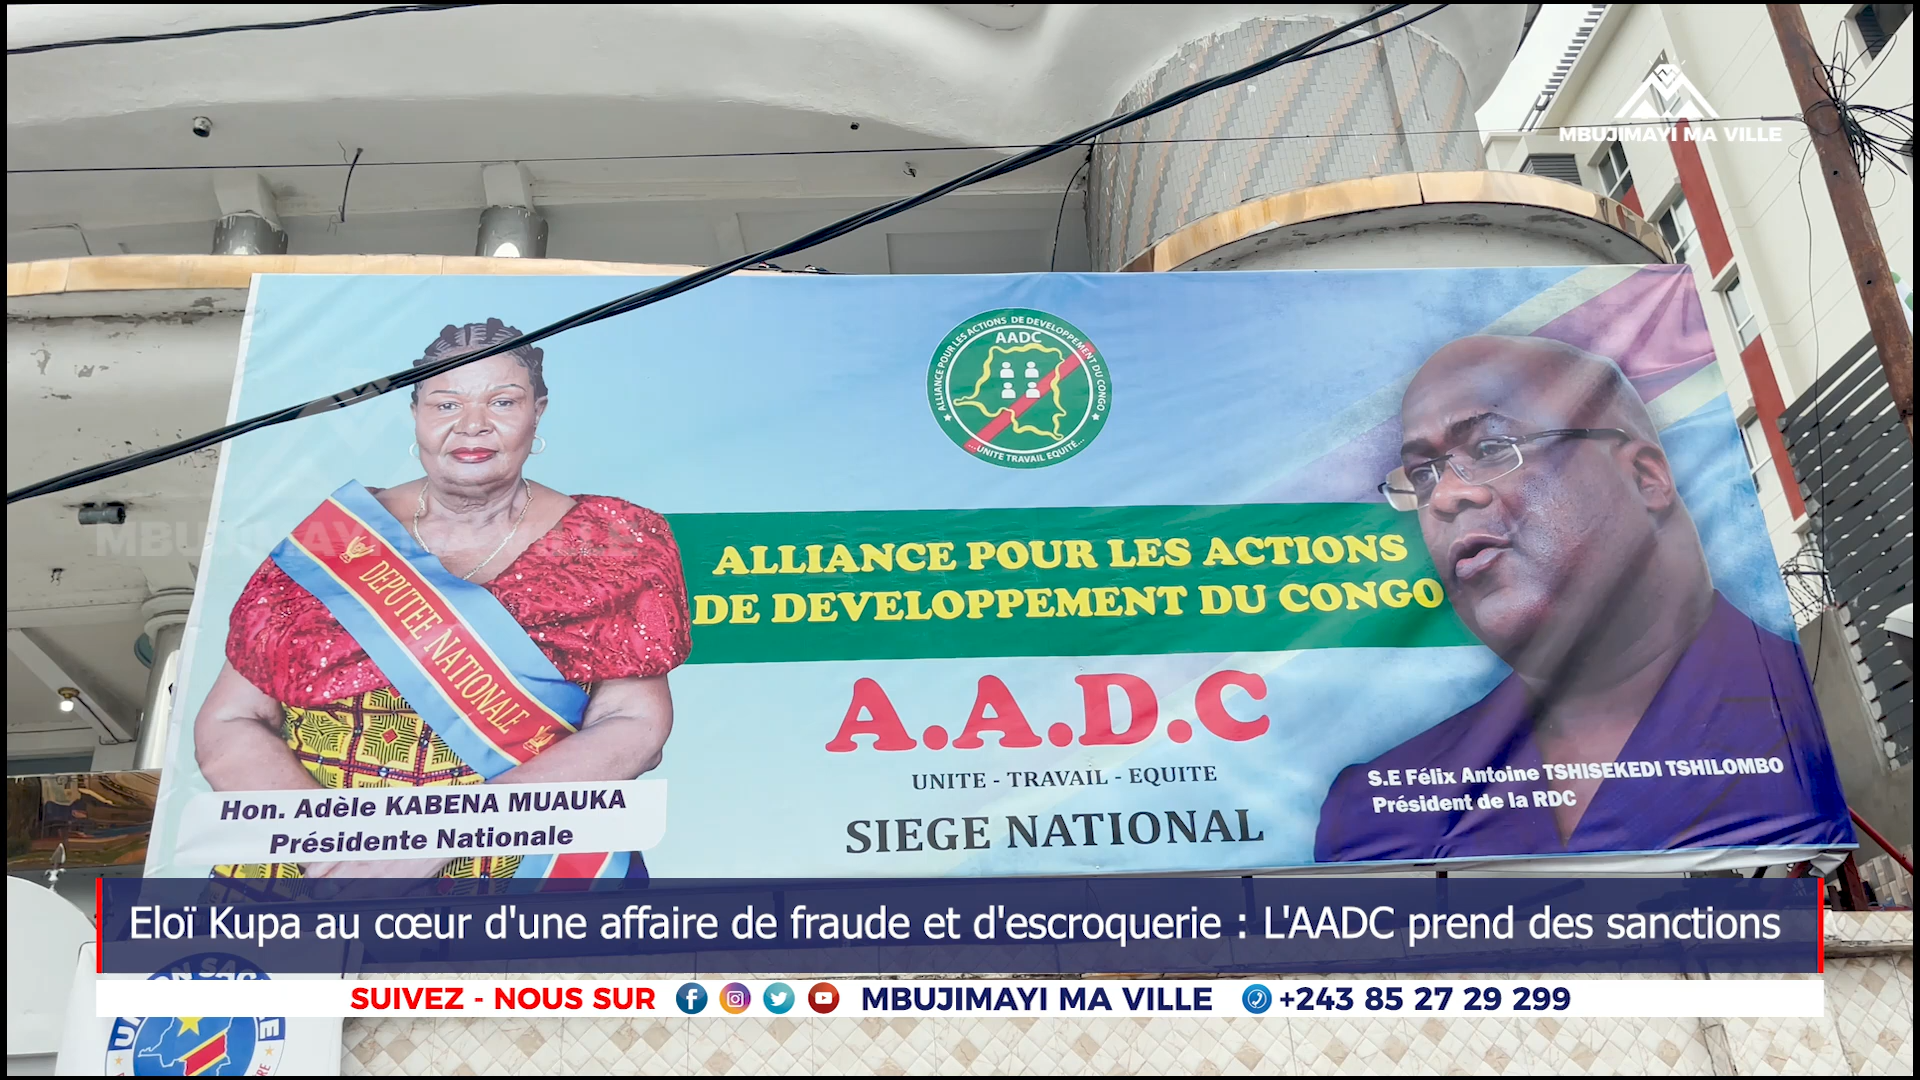 MBUJIMAYI MA VILLE
ALLIANCE POUR LES ACTIONS DE DEVELOPPEMENT DU CONGO
AADC
...UNITE TRAVAIL EQUITE...
MBUJIMAYI MA VILLE
DEPUTEE NATIONALE
ALLIANCE POUR LES ACTIONS
DE DEVELOPPEMENT DU CONGO
A.A.D.C
UNITE - TRAVAIL - EQUITE
SIEGE NATIONAL
Hon. Adèle KABENA MUAUKA
Présidente Nationale
S.E Félix Antoine TSHISEKEDI TSHILOMBO
Président de la RDC
Eloï Kupa au cœur d'une affaire de fraude et d'escroquerie : L'AADC prend des sanctions
SUIVEZ - NOUS SUR MBUJIMAYI MA VILLE +243 85 27 29 299